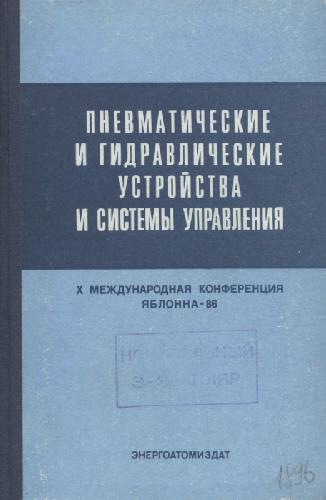 ПНЕВМАТИЧЕСКИЕ
И ГИДРАВЛИЧЕСКИЕ
УСТРОЙСТВА
И СИСТЕМЫ УПРАВЛЕНИЯ
X МЕЖДУНАРОДНАЯ КОНФЕРЕНЦИЯ
ЯБЛОННА-86
ЭНЕРГОАТОМИЗДАТ